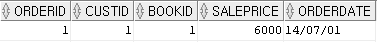 ORDERID CUSTID BOOKID SALEPRICE ORDERDATE
1 1 1 6000 14/07/01